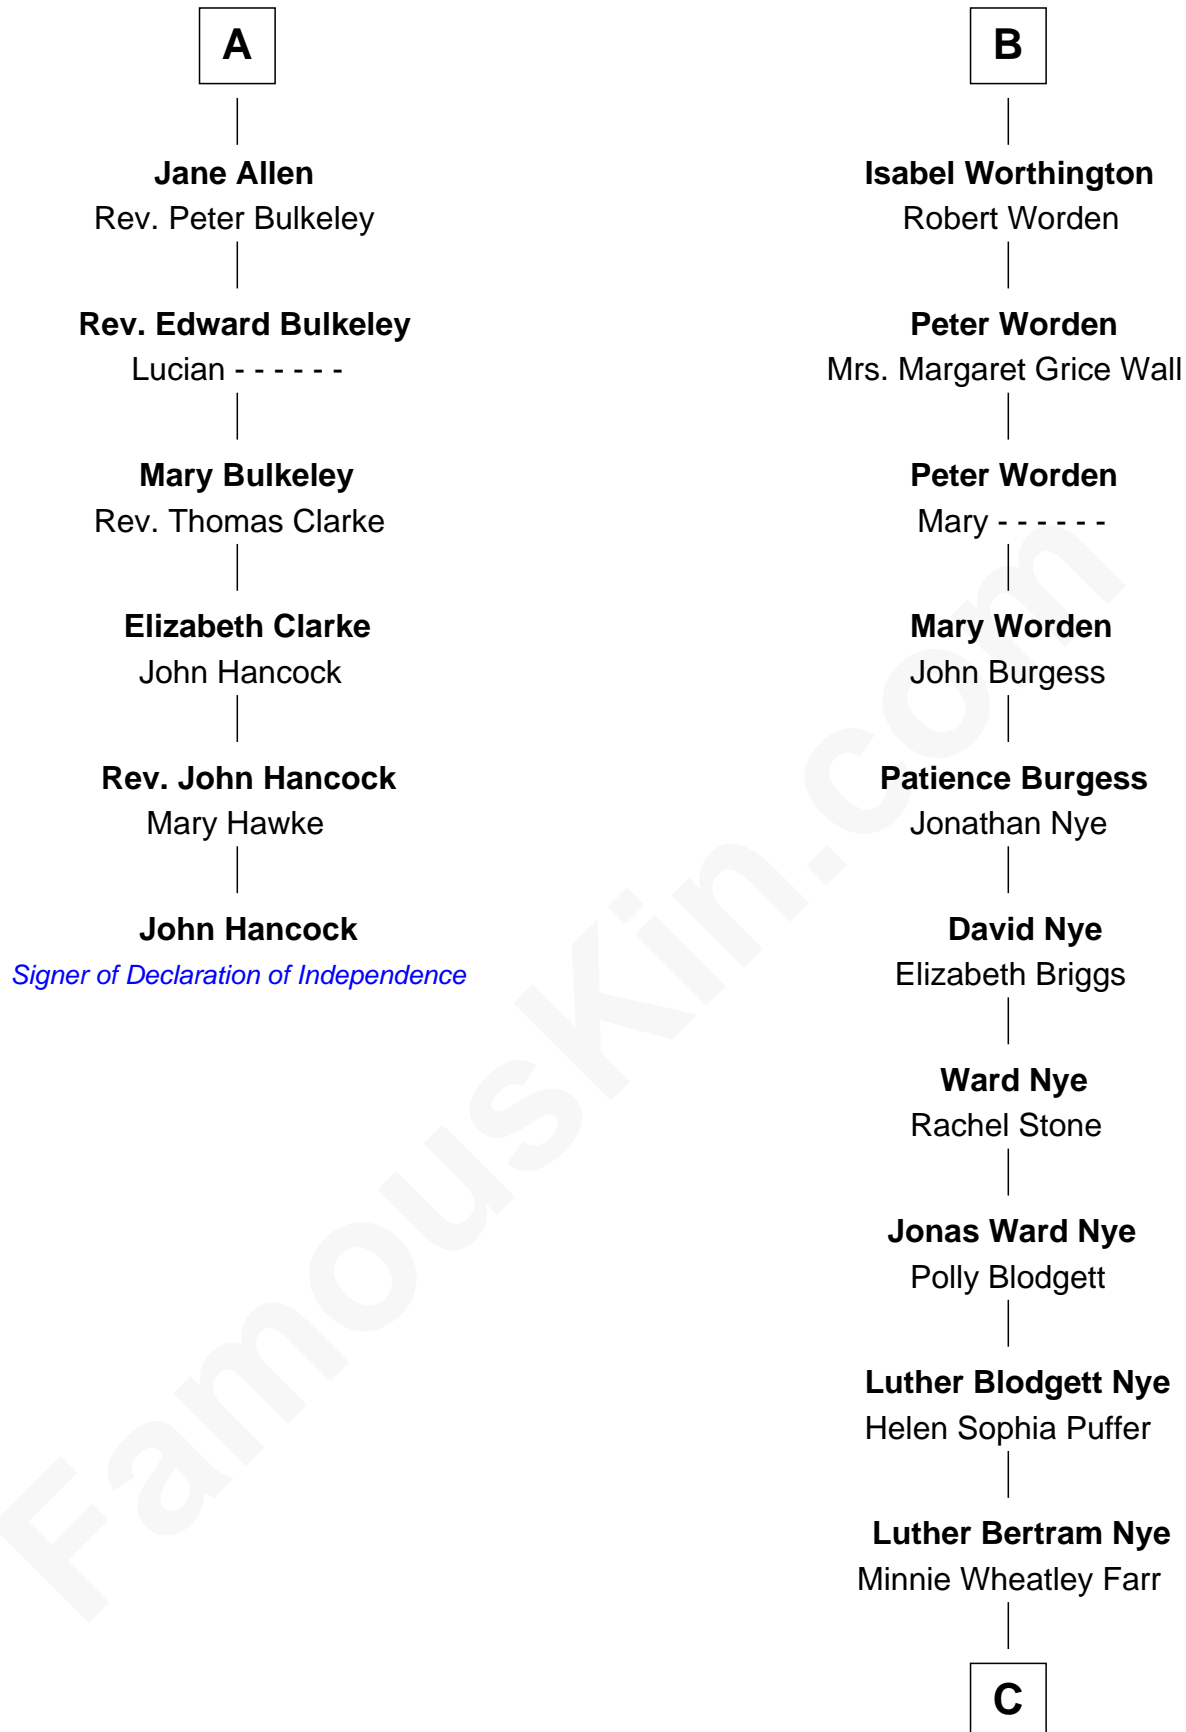 A
Jane Allen
Rev. Peter Bulkeley
Rev. Edward Bulkeley
Lucian - - - - - -
Mary Bulkeley
Rev. Thomas Clarke
Elizabeth Clarke
John Hancock
Rev. John Hancock
Mary Hawke
John Hancock
Signer of Declaration of Independence
B
Isabel Worthington
Robert Worden
Peter Worden
Mrs. Margaret Grice Wall
Peter Worden
Mary - - - - - -
Mary Worden
John Burgess
Patience Burgess
Jonathan Nye
David Nye
Elizabeth Briggs
Ward Nye
Rachel Stone
Jonas Ward Nye
Polly Blodgett
Luther Blodgett Nye
Helen Sophia Puffer
Luther Bertram Nye
Minnie Wheatley Farr
C
FamousKin.com